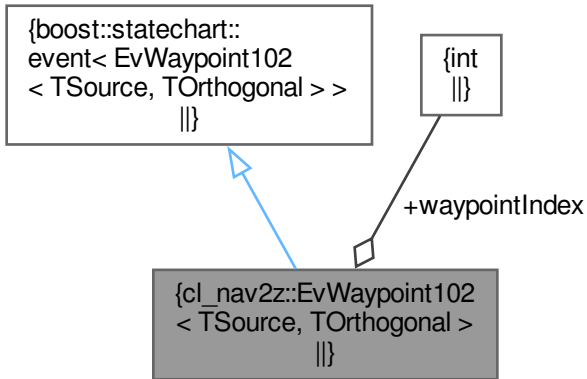 {boost::statechart::
event< EvWaypoint102
< TSource, TOrthogonal > >
||}
{int
||}
+waypointIndex
{cl_nav2z::EvWaypoint102
< TSource, TOrthogonal >
||}